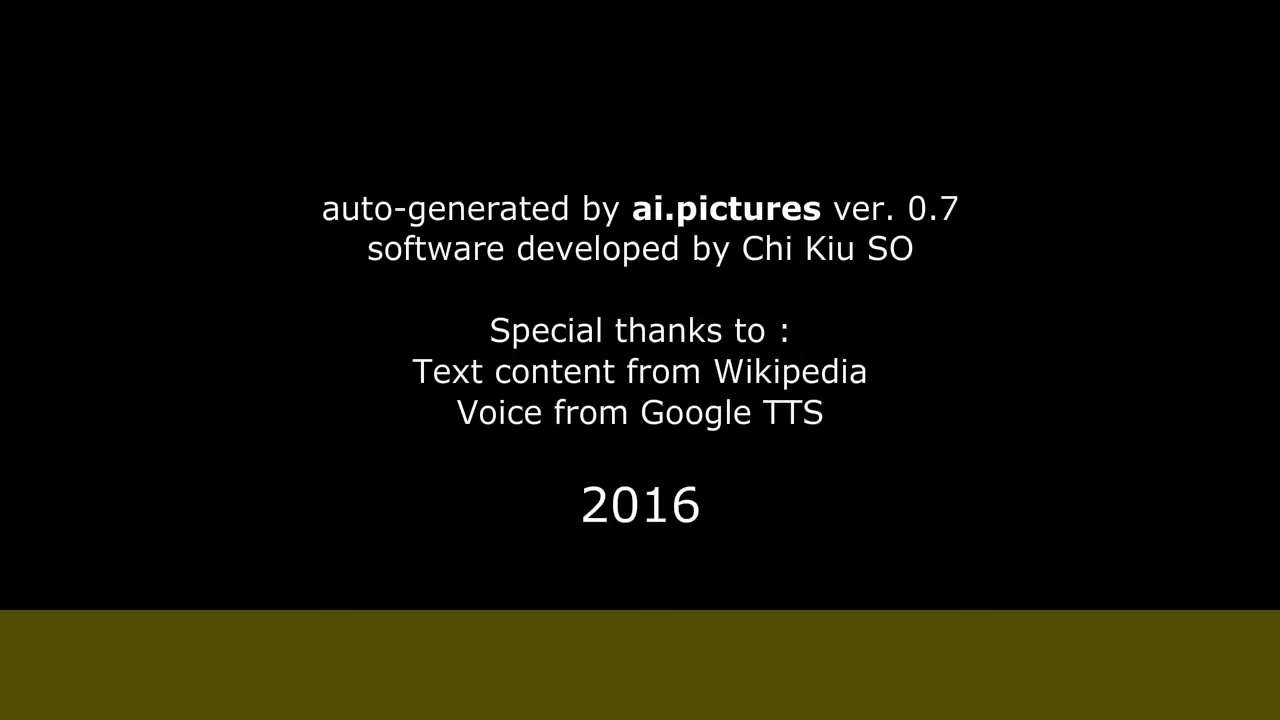 auto-generated by ai.pictures ver. 0.7
software developed by Chi Kiu SO
Special thanks to :
Text content from Wikipedia
Voice from Google TTS
2016